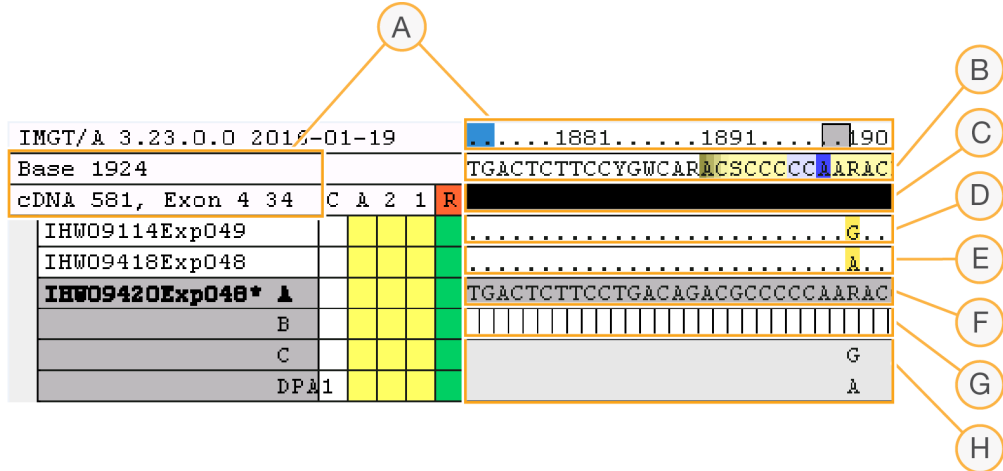 A
B
IMGT/A 3.23.0.0 2016-01-19 ......1881......1891......190
C
Base 1924 TGACTCTTCCYGWCARACSCCCCCAARAC
cDNA 581, Exon 4 34 C A 2 1 R
D
IHW09114Exp049 ..........................G..
IHW09418Exp048 ..........................A..
E
IHW09420Exp048* A TGACTCTTCCTGACAGACGCCCCCAARAC
F
B
C G
G
DPA1 A
H